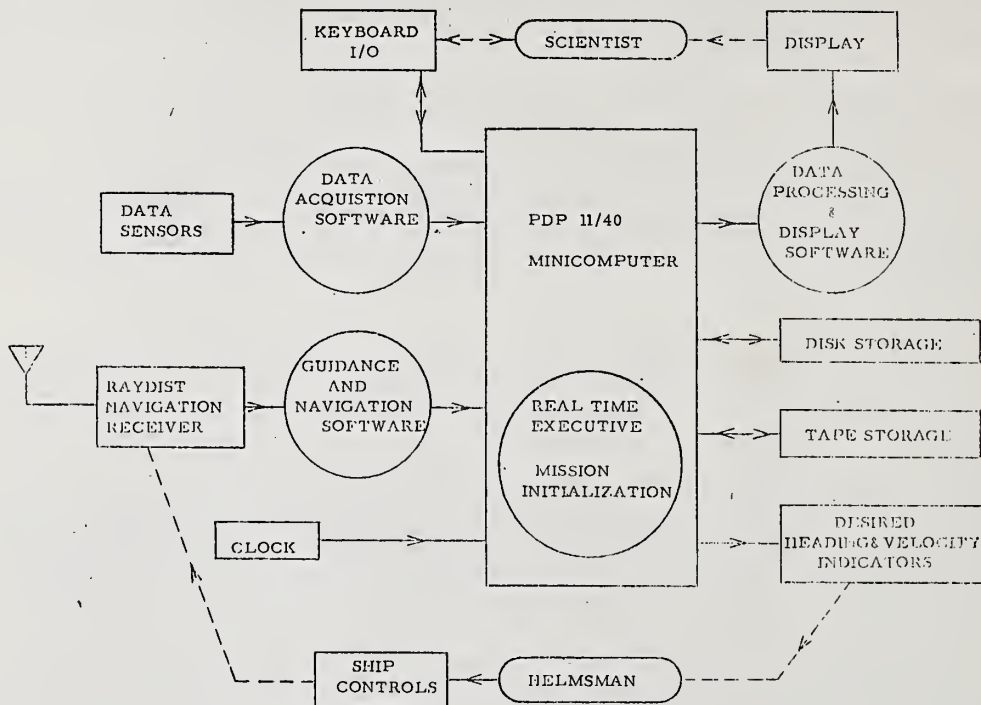 KEYBOARD
I/O
SCIENTIST
DISPLAY
DATA
ACQUISTION
SOFTWARE
DATA
SENSORS
PDP 11/40
MINICOMPUTER
DATA
PROCESSING
&
DISPLAY
SOFTWARE
DISK STORAGE
RAYDIST
NAVIGATION
RECEIVER
GUIDANCE
AND
NAVIGATION
SOFTWARE
REAL TIME
EXECUTIVE
MISSION
INITIALIZATION
TAPE STORAGE
CLOCK
DESIRED
HEADING & VELOCITY
INDICATORS
SHIP
CONTROLS
HELMSMAN